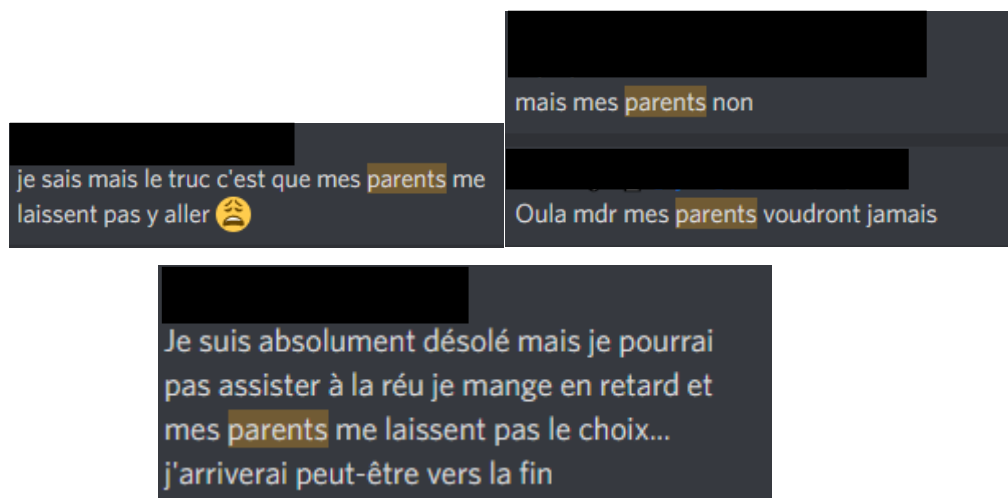 mais mes parents non
je sais mais le truc c'est que mes parents me
laissent pas y aller 😩
Oula mdr mes parents voudront jamais
Je suis absolument désolé mais je pourrai
pas assister à la réu je mange en retard et
mes parents me laissent pas le choix...
j'arriverai peut-être vers la fin